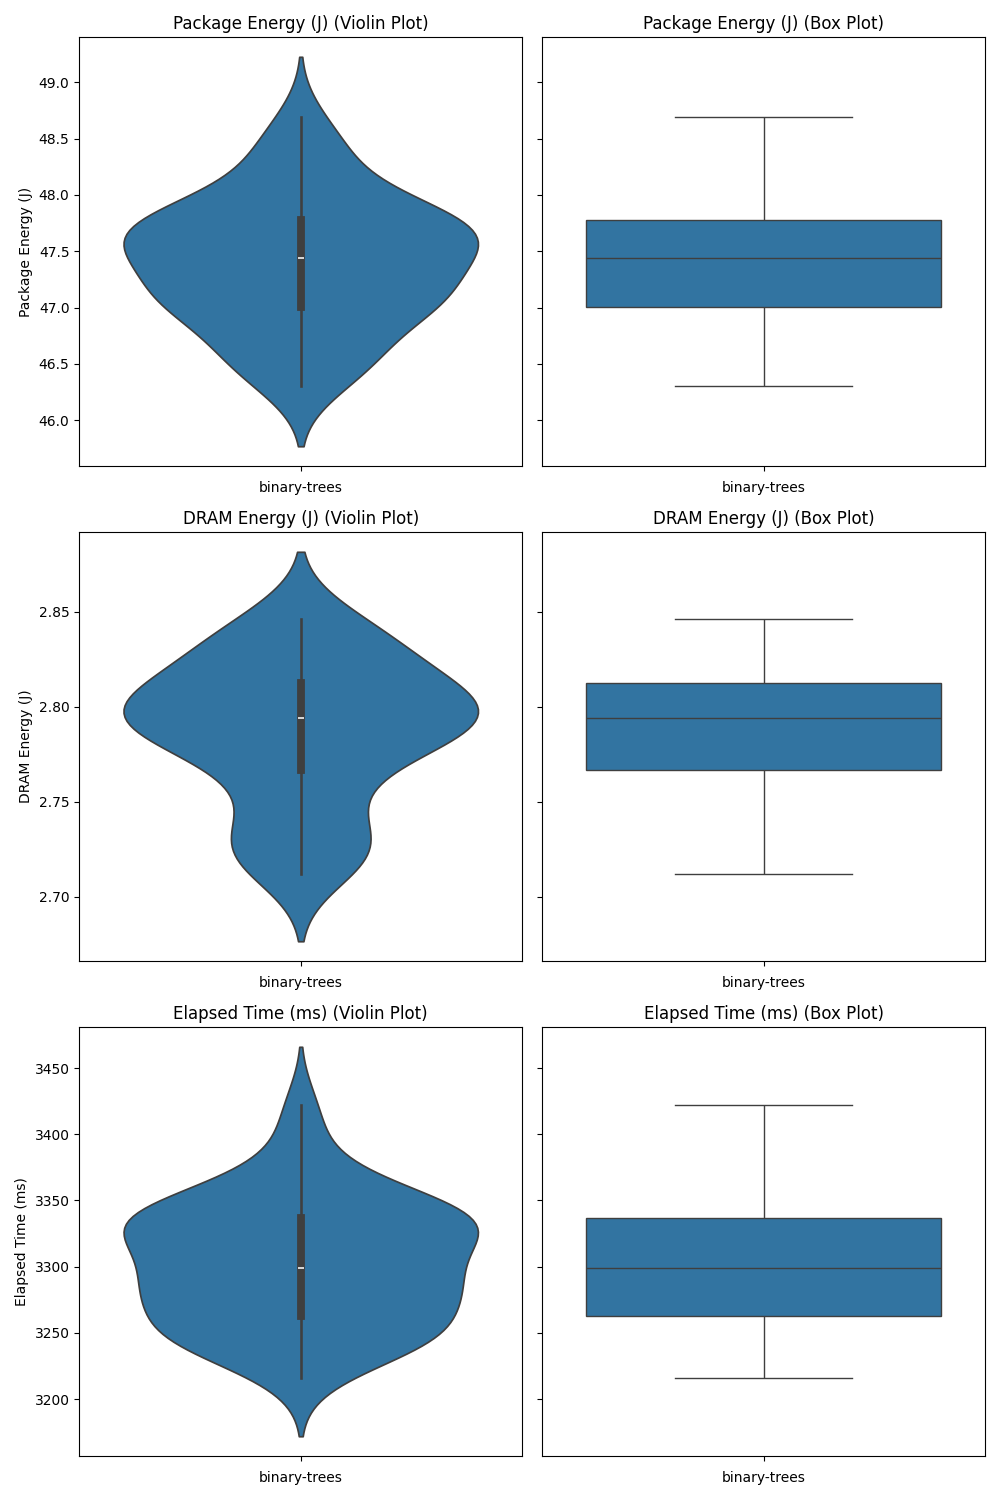 Package Energy (J) (Violin Plot)
Package Energy (J) (Box Plot)
49.0
48.5
48.0
47.5
47.0
46.5
46.0
Package Energy (J)
binary-trees
binary-trees
DRAM Energy (J) (Violin Plot)
DRAM Energy (J) (Box Plot)
2.85
2.80
2.75
2.70
DRAM Energy (J)
binary-trees
binary-trees
Elapsed Time (ms) (Violin Plot)
Elapsed Time (ms) (Box Plot)
3450
3400
3350
3300
3250
3200
Elapsed Time (ms)
binary-trees
binary-trees